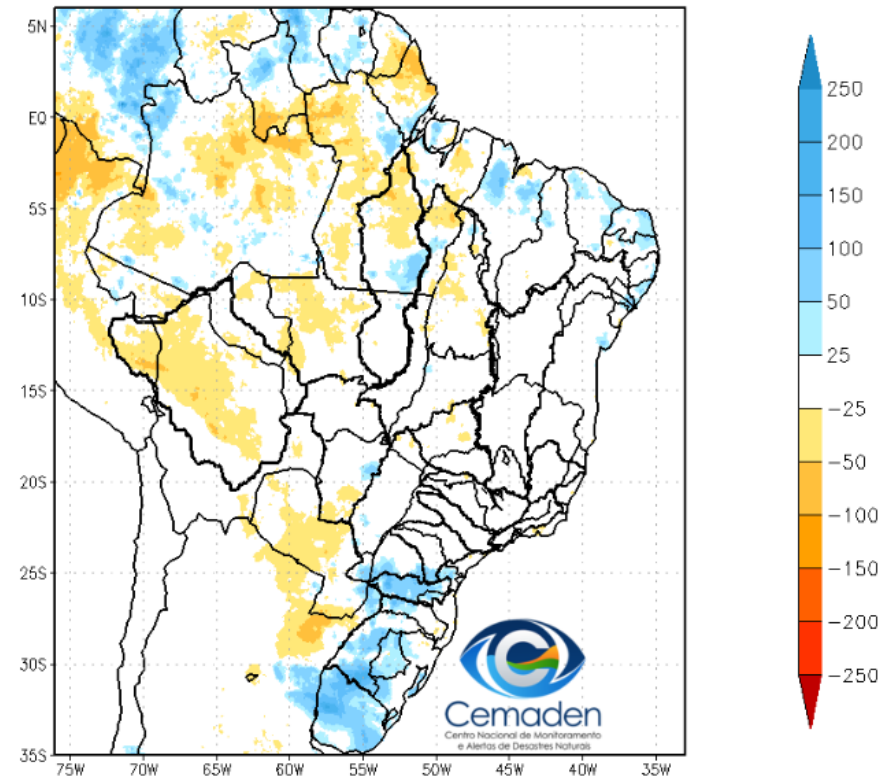 5N
EQ
5S
10S
15S
20S
25S
30S
35S
75W 70W 65W 60W 55W 50W 45W 40W 35W
250
200
150
100
50
25
−25
−50
−100
−150
−200
−250
Cemaden
Centro Nacional de Monitoramento
e Alertas de Desastres Naturais